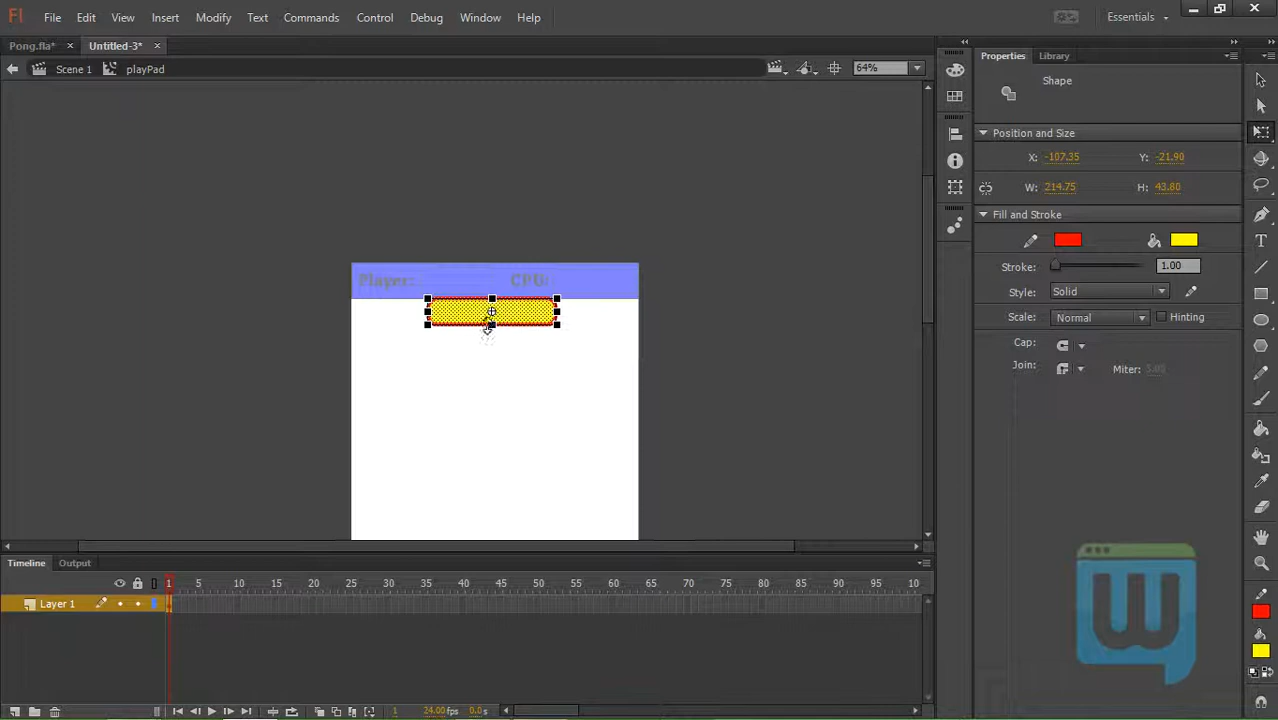 Fl File Edit View Insert Modify Text Commands Control Debug Window Help Essentials
Pong.fla* × Untitled-3* ×
Scene 1 playPad 64%
Properties Library
Shape
Position and Size
X: -107.35 Y: -21.90
W: 214.75 H: 43.80
Fill and Stroke
Stroke: 1.00
Style: Solid
Scale: Normal Hinting
Cap:
Join: Miter: 3.00
Player: CPU:
Timeline Output
1 5 10 15 20 25 30 35 40 45 50 55 60 65 70 75 80 85 90 95 10
Layer 1
1 24.00 fps 0.0 s